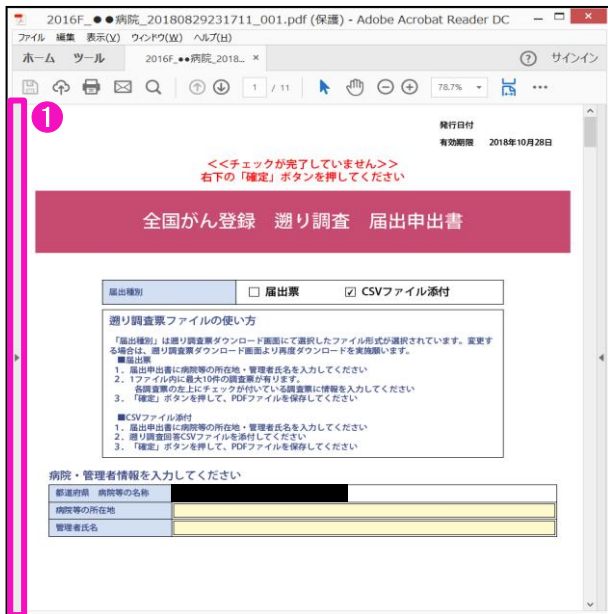 2016F_●●病院_20180829231711_001.pdf (保護) - Adobe Acrobat Reader DC
ファイル 編集 表示(V) ウィンドウ(W) ヘルプ(H)
ホーム ツール 2016F_●●病院_2018... × ? サインイン
1 / 11 78.7%
1
発行日付
有効期限 2018年10月28日
<<チェックが完了していません>>
右下の「確定」ボタンを押してください
全国がん登録 遡り調査 届出申出書
届出種別 届出票 CSVファイル添付
遡り調査票ファイルの使い方
「届出種別」は遡り調査票ダウンロード画面にて選択したファイル形式が選択されています。変更す
る場合は、遡り調査票ダウンロード画面より再度ダウンロードを実施願います。
■届出票
1.届出申出書に病院等の所在地・管理者氏名を入力してください
2.1ファイル内に最大10件の調査票が有ります。
各調査票の左上にチェックが付いている調査票に情報を入力してください
3.「確定」ボタンを押して、PDFファイルを保存してください
■CSVファイル添付
1.届出申出書に病院等の所在地・管理者氏名を入力してください
2.遡り調査回答CSVファイルを添付してください
3.「確定」ボタンを押して、PDFファイルを保存してください
病院・管理者情報を入力してください
都道府県 病院等の名称
病院等の所在地
管理者氏名